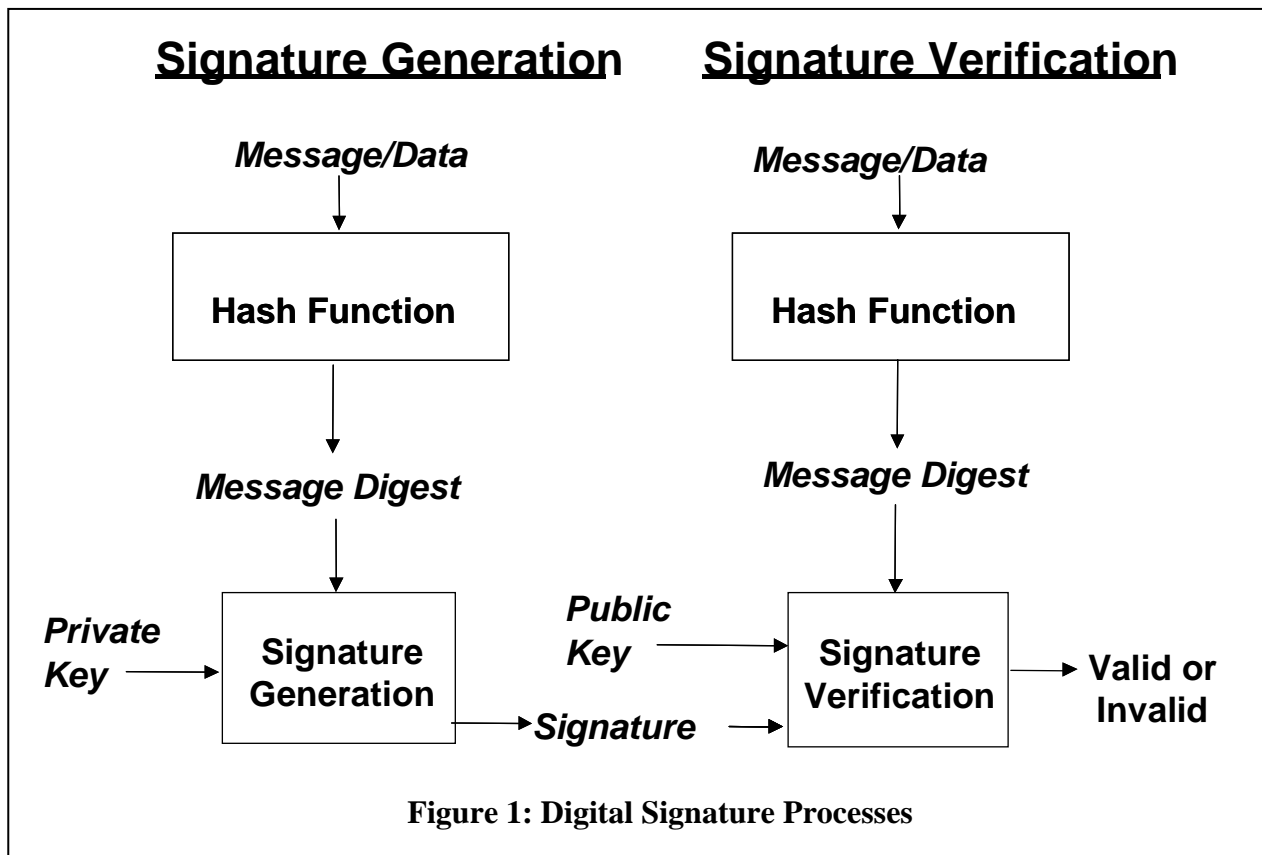 Signature Generation
Message/Data
Hash Function
Message Digest
Private
Key
Signature
Generation
Signature Verification
Message/Data
Hash Function
Message Digest
Public
Key
Signature
Signature
Verification
Valid or
Invalid
Figure 1: Digital Signature Processes